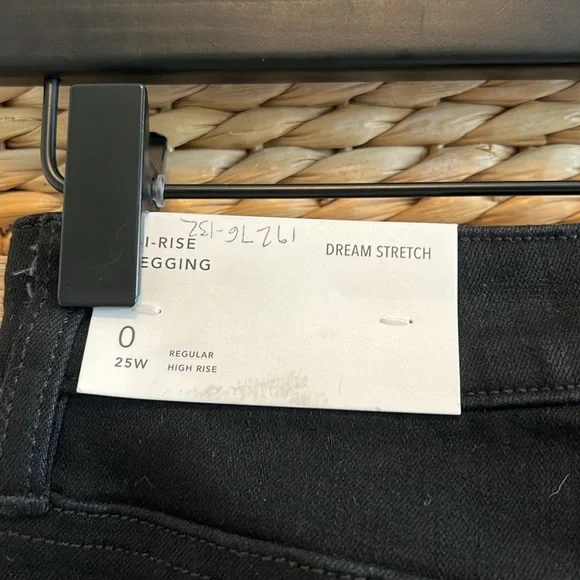 19276-132
I-RISE
EGGING
DREAM STRETCH
0
25W
REGULAR
HIGH RISE